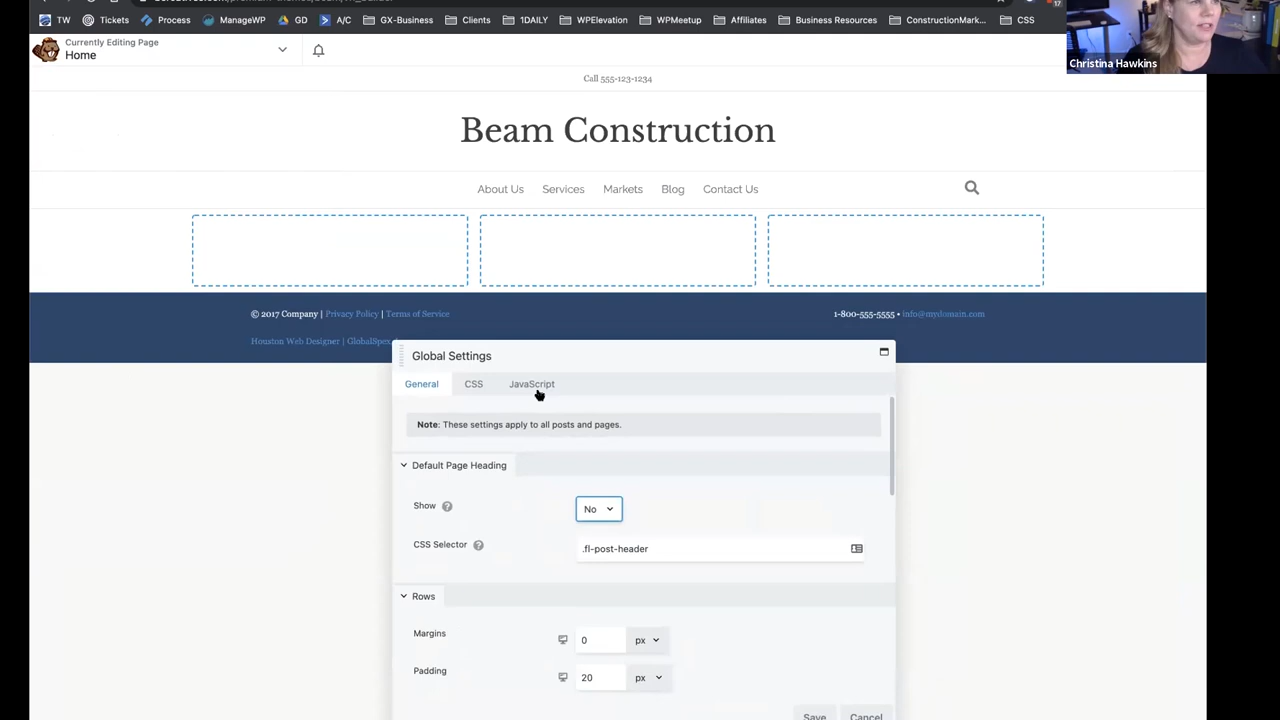 TW Tickets Process ManageWP GD A/C GX-Business Clients 1DAILY WPElevation WPMeetup Affiliates Business Resources ConstructionMark... CSS
17
Currently Editing Page
Home
Christina Hawkins
Call 555-123-1234
Beam Construction
About Us Services Markets Blog Contact Us
© 2017 Company | Privacy Policy | Terms of Service
1-800-555-5555 • info@mydomain.com
Houston Web Designer | GlobalSpex
Global Settings
General CSS JavaScript
Note: These settings apply to all posts and pages.
Default Page Heading
Show ? No
CSS Selector ? .fl-post-header
Rows
Margins 0 px
Padding 20 px
Save Cancel